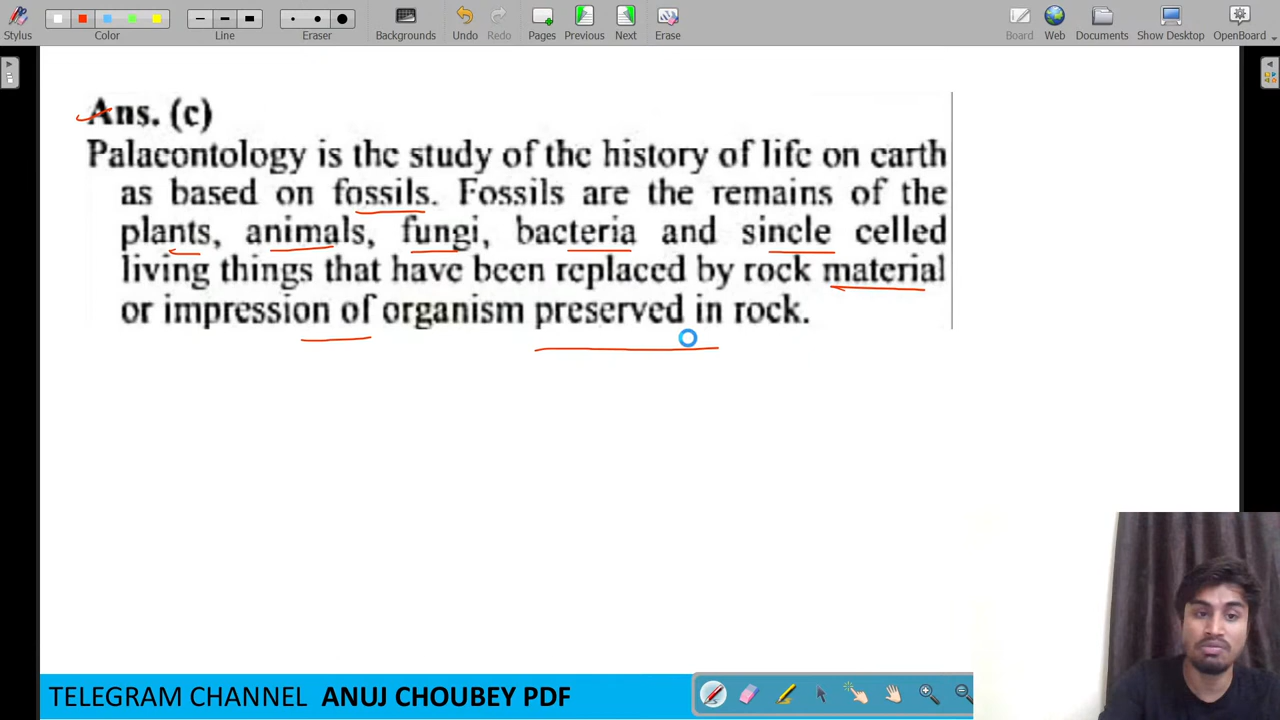 Stylus
Color
Line
Eraser
Backgrounds
Undo
Redo
Pages
Previous
Next
Erase
Board
Web
Documents
Show Desktop
OpenBoard
Ans. (c)
Palaeontology is the study of the history of life on earth
as based on fossils. Fossils are the remains of the
plants, animals, fungi, bacteria and sincle celled
living things that have been replaced by rock material
or impression of organism preserved in rock.
TELEGRAM CHANNEL ANUJ CHOUBEY PDF